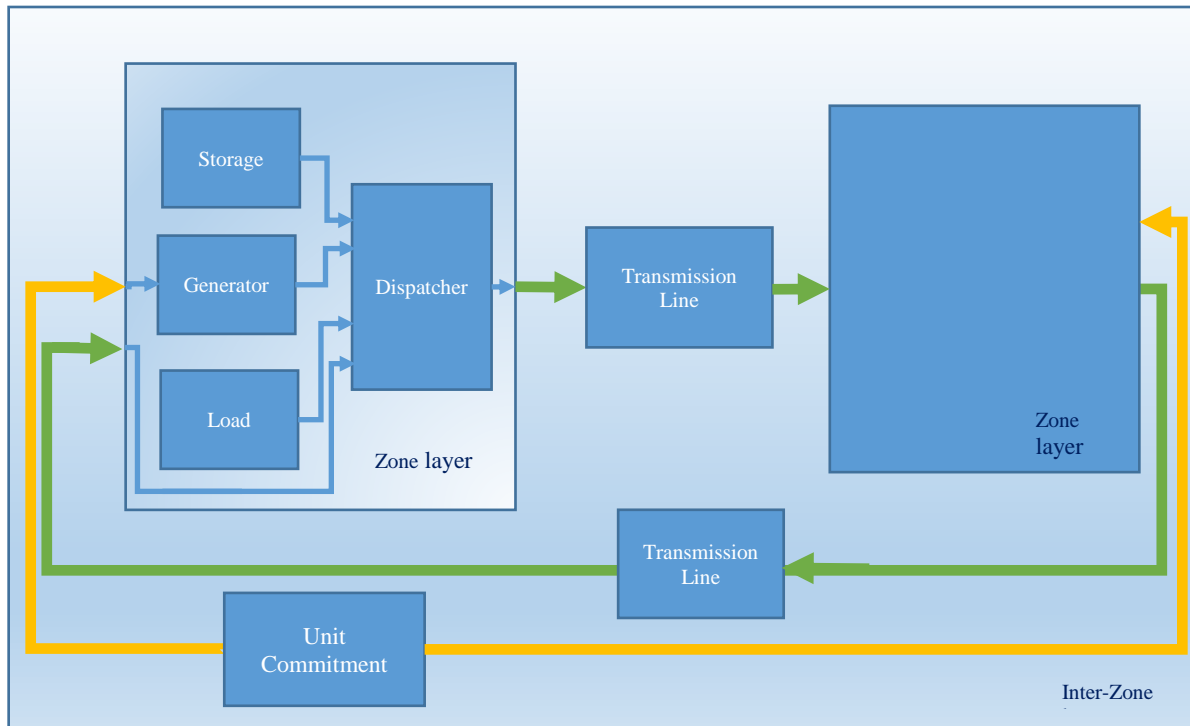 Storage
Generator
Dispatcher
Load
Zone layer
Transmission
Line
Zone
layer
Transmission
Line
Unit
Commitment
Inter-Zone